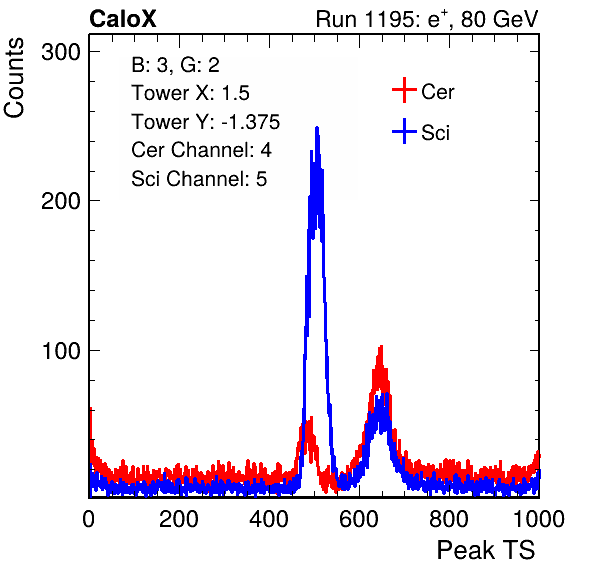 CaloX Run 1195: e⁺, 80 GeV
Counts
300
B: 3, G: 2
Tower X: 1.5
Tower Y: -1.375
Cer Channel: 4
Sci Channel: 5
Cer
Sci
200
100
0 200 400 600 800 1000
Peak TS